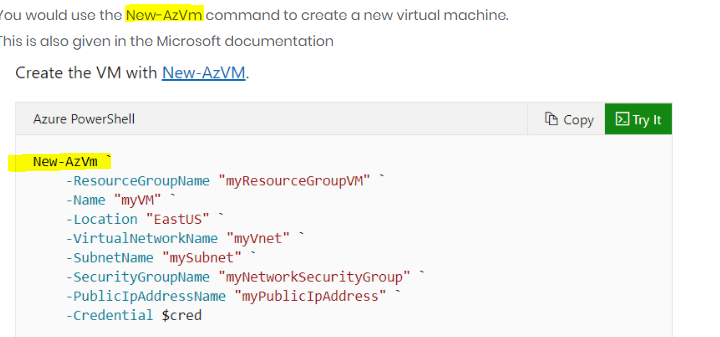 You would use the New-AzVm command to create a new virtual machine.
This is also given in the Microsoft documentation
Create the VM with New-AzVM.
Azure PowerShell
Copy
Try It
New-AzVm `
-ResourceGroupName "myResourceGroupVM" `
-Name "myVM" `
-Location "EastUS" `
-VirtualNetworkName "myVnet" `
-SubnetName "mySubnet" `
-SecurityGroupName "myNetworkSecurityGroup" `
-PublicIpAddressName "myPublicIpAddress" `
-Credential $cred